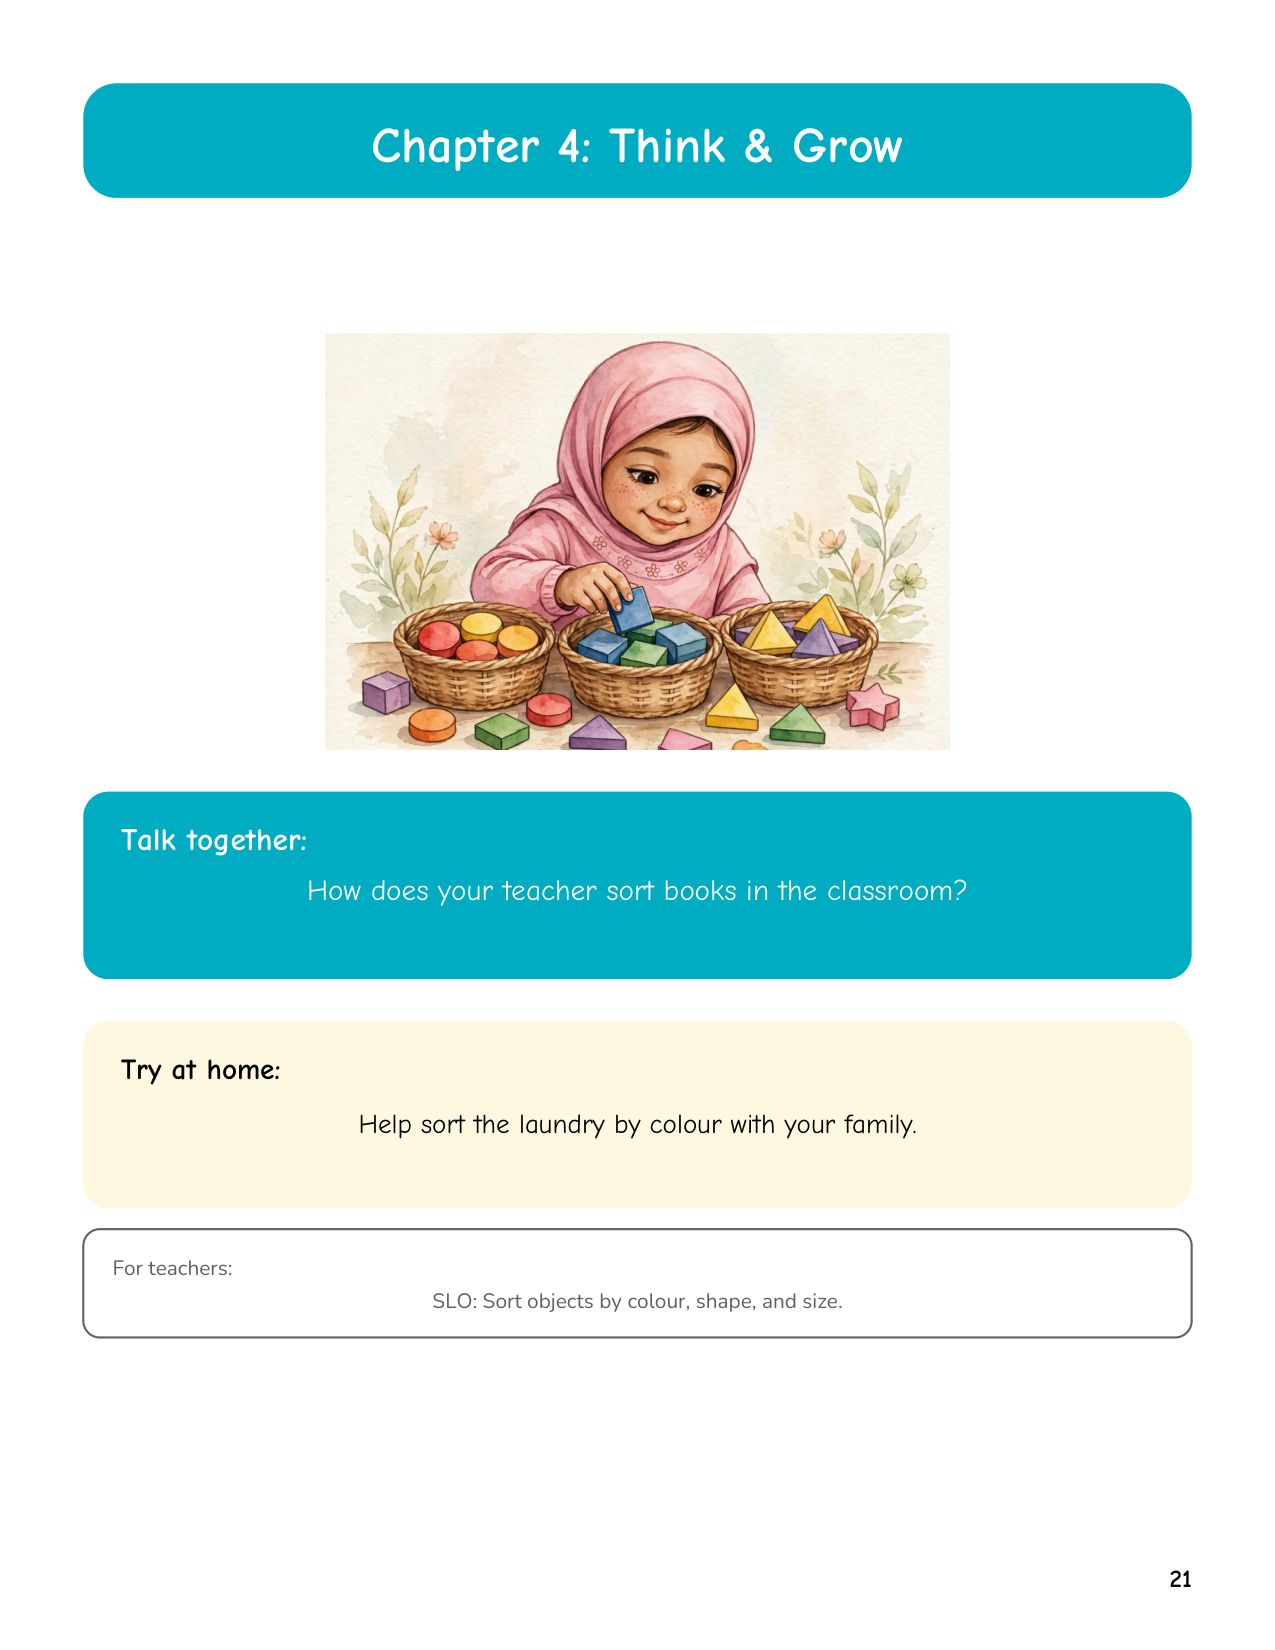 Chapter 4: Think & Grow
Talk together:
How does your teacher sort books in the classroom?
Try at home:
Help sort the laundry by colour with your family.
For teachers:
SLO: Sort objects by colour, shape, and size.
21